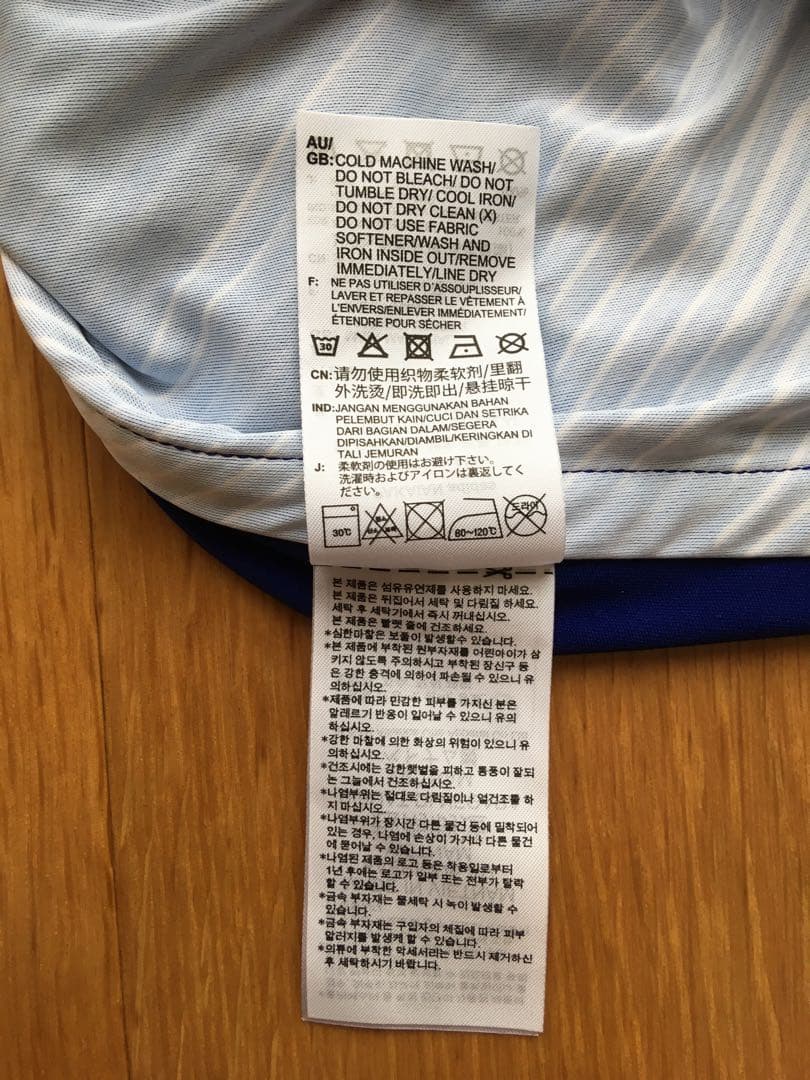 AU/
GB: COLD MACHINE WASH/
DO NOT BLEACH/ DO NOT
TUMBLE DRY/ COOL IRON/
DO NOT DRY CLEAN (X)
DO NOT USE FABRIC
SOFTENER/WASH AND
IRON INSIDE OUT/REMOVE
IMMEDIATELY/LINE DRY
F: NE PAS UTILISER D'ASSOUPLISSEUR/
LAVER ET REPASSER LE VÊTEMENT À
L'ENVERS/ENLEVER IMMÉDIATEMENT/
ÉTENDRE POUR SÉCHER
30
CN: 请勿使用织物柔软剂/里翻
外洗烫/即洗即出/悬挂晾干
IND: JANGAN MENGGUNAKAN BAHAN
PELEMBUT KAIN/CUCI DAN SETRIKA
DARI BAGIAN DALAM/SEGERA
DIPISAHKAN/DIAMBIL/KERINGKAN DI
TALI JEMURAN
J: 柔軟剤の使用はお避け下さい。
洗濯時およびアイロンは裏返してく
ださい。
30℃ 80~120℃ 드라이
본 제품은 섬유유연제를 사용하지 마세요.
본 제품은 뒤집어서 세탁 및 다림질 하세요.
세탁 후 세탁기에서 즉시 꺼내십시오.
본 제품은 빨랫 줄에 건조하세요.
*심한마찰은 보풀이 발생할수 있습니다.
*본 제품에 부착된 원부자재를 어린아이가 삼
키지 않도록 주의하시고 부착된 장신구 등
은 강한 충격에 의하여 파손될 수 있으니 유
의하십시오.
*제품에 따라 민감한 피부를 가지신 분은
알레르기 반응이 일어날 수 있으니 유의
하십시오.
*강한 마찰에 의한 화상의 위험이 있으니 유
의하십시오.
*건조시에는 강한햇볕을 피하고 통풍이 잘되
는 그늘에서 건조하십시오.
*나염부위는 절대로 다림질이나 열건조를 하
지 마십시오.
*나염부위가 장시간 다른 물건 등에 밀착되어
있는 경우, 나염에 손상이 가거나 다른 물건
에 묻어날 수 있습니다.
*나염된 제품의 로고 등은 착용일로부터
1년 후에는 로고가 일부 또는 전부가 탈락
할 수 있습니다.
*금속 부자재는 물세탁 시 녹이 발생할 수
있습니다.
*금속 부자재는 구입자의 체질에 따라 피부
알러지를 발생케 할 수 있습니다.
*의류에 부착한 악세서리는 반드시 제거하신
후 세탁하시기 바랍니다.